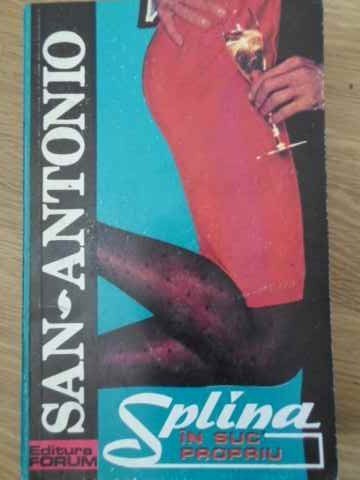 SAN-ANTONIO
Splina
ÎN SUC
PROPRIU
Editura
FORUM